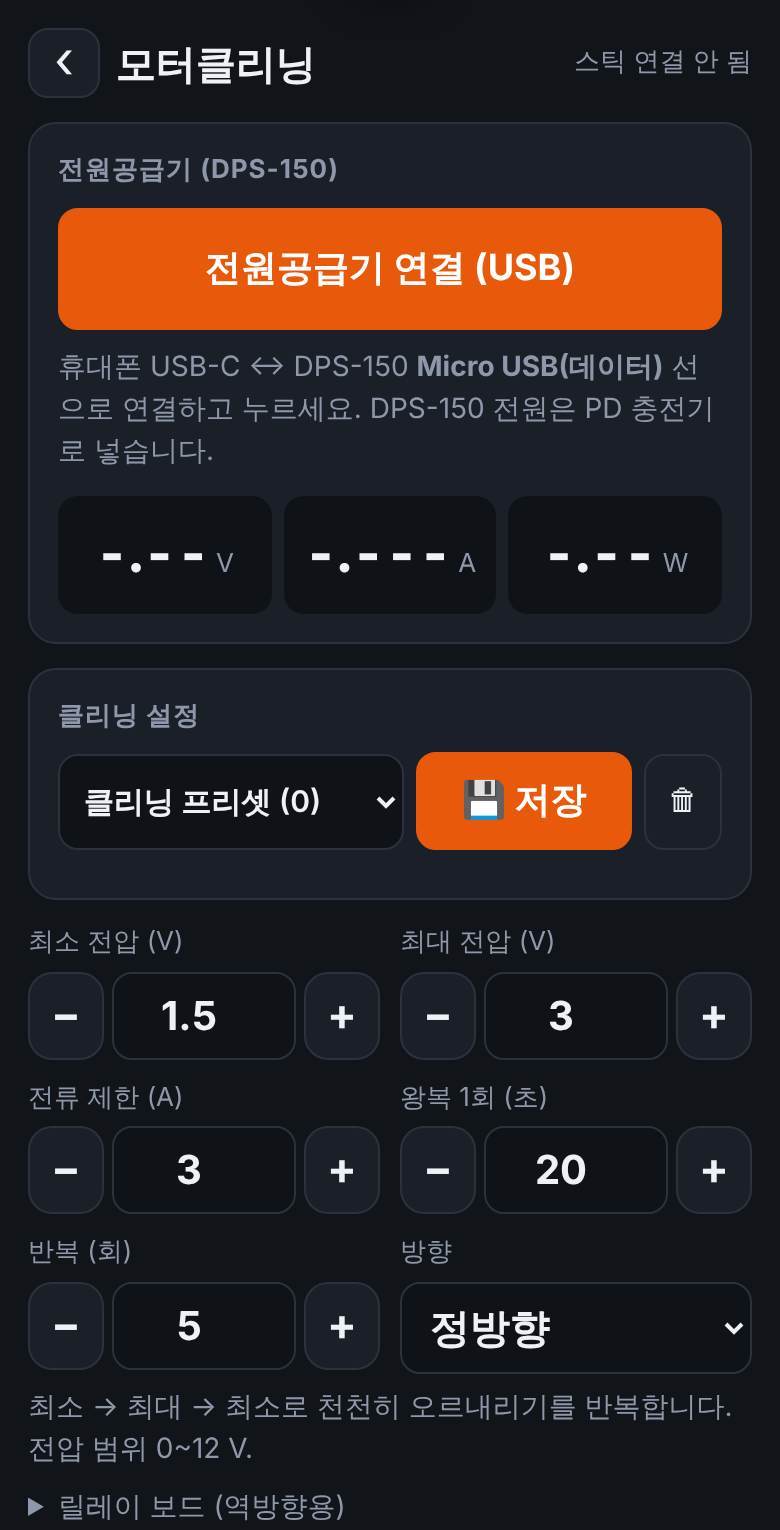 모터클리닝
스틱 연결 안 됨
전원공급기 (DPS-150)
전원공급기 연결 (USB)
휴대폰 USB-C ↔ DPS-150 Micro USB(데이터) 선
으로 연결하고 누르세요. DPS-150 전원은 PD 충전기
로 넣습니다.
-.-- V
-.--- A
-.-- W
클리닝 설정
클리닝 프리셋 (0)
💾 저장
최소 전압 (V)
최대 전압 (V)
− 1.5 +
− 3 +
전류 제한 (A)
왕복 1회 (초)
− 3 +
− 20 +
반복 (회)
방향
− 5 +
정방향
최소 → 최대 → 최소로 천천히 오르내리기를 반복합니다.
전압 범위 0~12 V.
▶ 릴레이 보드 (역방향용)